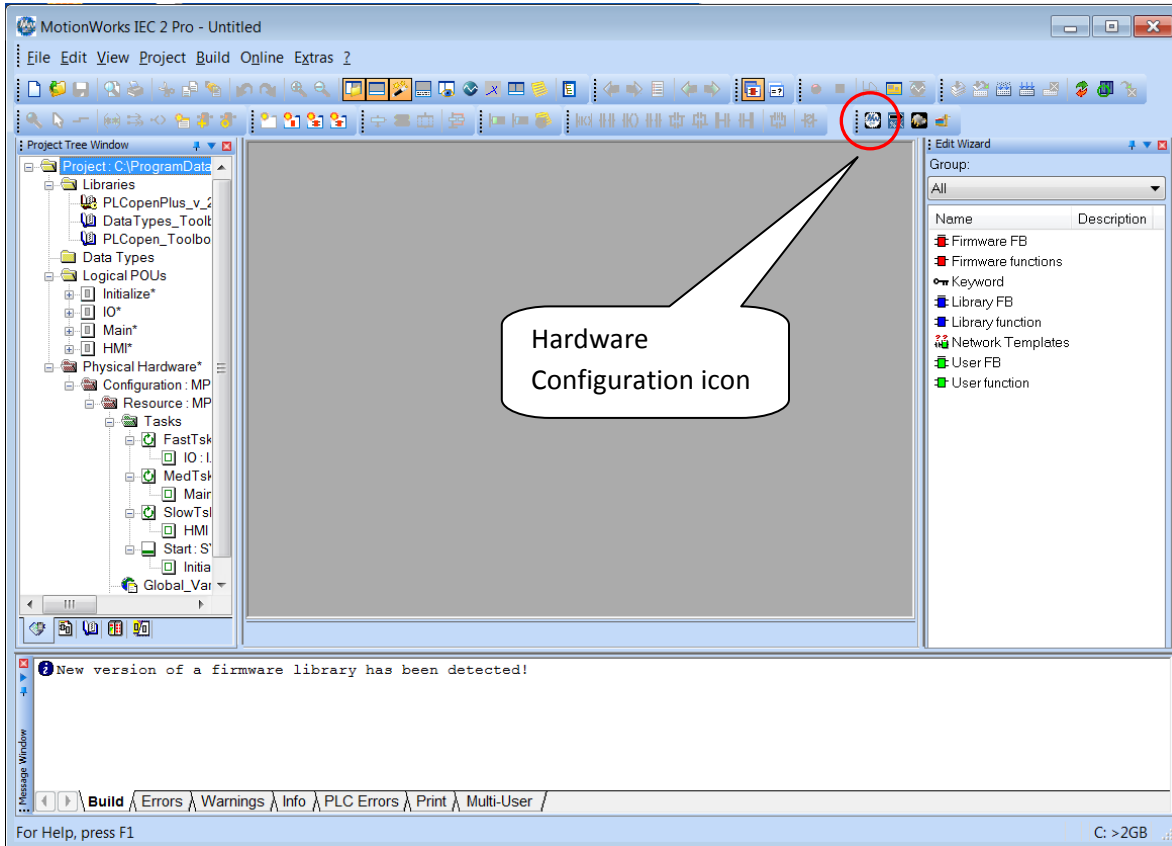 MotionWorks IEC 2 Pro - Untitled
File Edit View Project Build Online Extras ?
Project Tree Window
Project : C:\ProgramData
Libraries
PLCopenPlus_v_2
DataTypes_Toolb
PLCopen_Toolbo
Data Types
Logical POUs
Initialize*
IO*
Main*
HMI*
Physical Hardware*
Configuration : MP
Resource : MP
Tasks
FastTsk
IO : I.
MedTsk
Main
SlowTsl
HMI
Start : S
Initia
Global_Var
Hardware
Configuration icon
Edit Wizard
Group:
All
Name Description
Firmware FB
Firmware functions
Keyword
Library FB
Library function
Network Templates
User FB
User function
New version of a firmware library has been detected!
Message Window
Build Errors Warnings Info PLC Errors Print Multi-User
For Help, press F1
C: >2GB